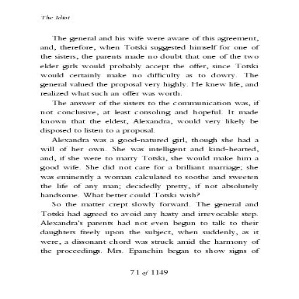 The Idiot
The general and his wife were aware of this agreement,
and, therefore, when Totski suggested himself for one of
the sisters, the parents made no doubt that one of the two
elder girls would probably accept the offer, since Totski
would certainly make no difficulty as to dowry. The
general valued the proposal very highly. He knew life, and
realized what such an offer was worth.
The answer of the sisters to the communication was, if
not conclusive, at least consoling and hopeful. It made
known that the eldest, Alexandra, would very likely be
disposed to listen to a proposal.
Alexandra was a good-natured girl, though she had a
will of her own. She was intelligent and kind-hearted,
and, if she were to marry Totski, she would make him a
good wife. She did not care for a brilliant marriage; she
was eminently a woman calculated to soothe and sweeten
the life of any man; decidedly pretty, if not absolutely
handsome. What better could Totski wish?
So the matter crept slowly forward. The general and
Totski had agreed to avoid any hasty and irrevocable step.
Alexandra's parents had not even begun to talk to their
daughters freely upon the subject, when suddenly, as it
were, a dissonant chord was struck amid the harmony of
the proceedings. Mrs. Epanchin began to show signs of
71 of 1149